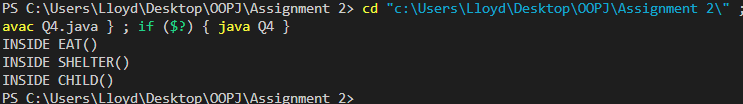 PS C:\Users\Lloyd\Desktop\OOPJ\Assignment 2> cd "c:\Users\Lloyd\Desktop\OOPJ\Assignment 2\" ;
avac Q4.java } ; if ($?) { java Q4 }
INSIDE EAT()
INSIDE SHELTER()
INSIDE CHILD()
PS C:\Users\Lloyd\Desktop\OOPJ\Assignment 2>